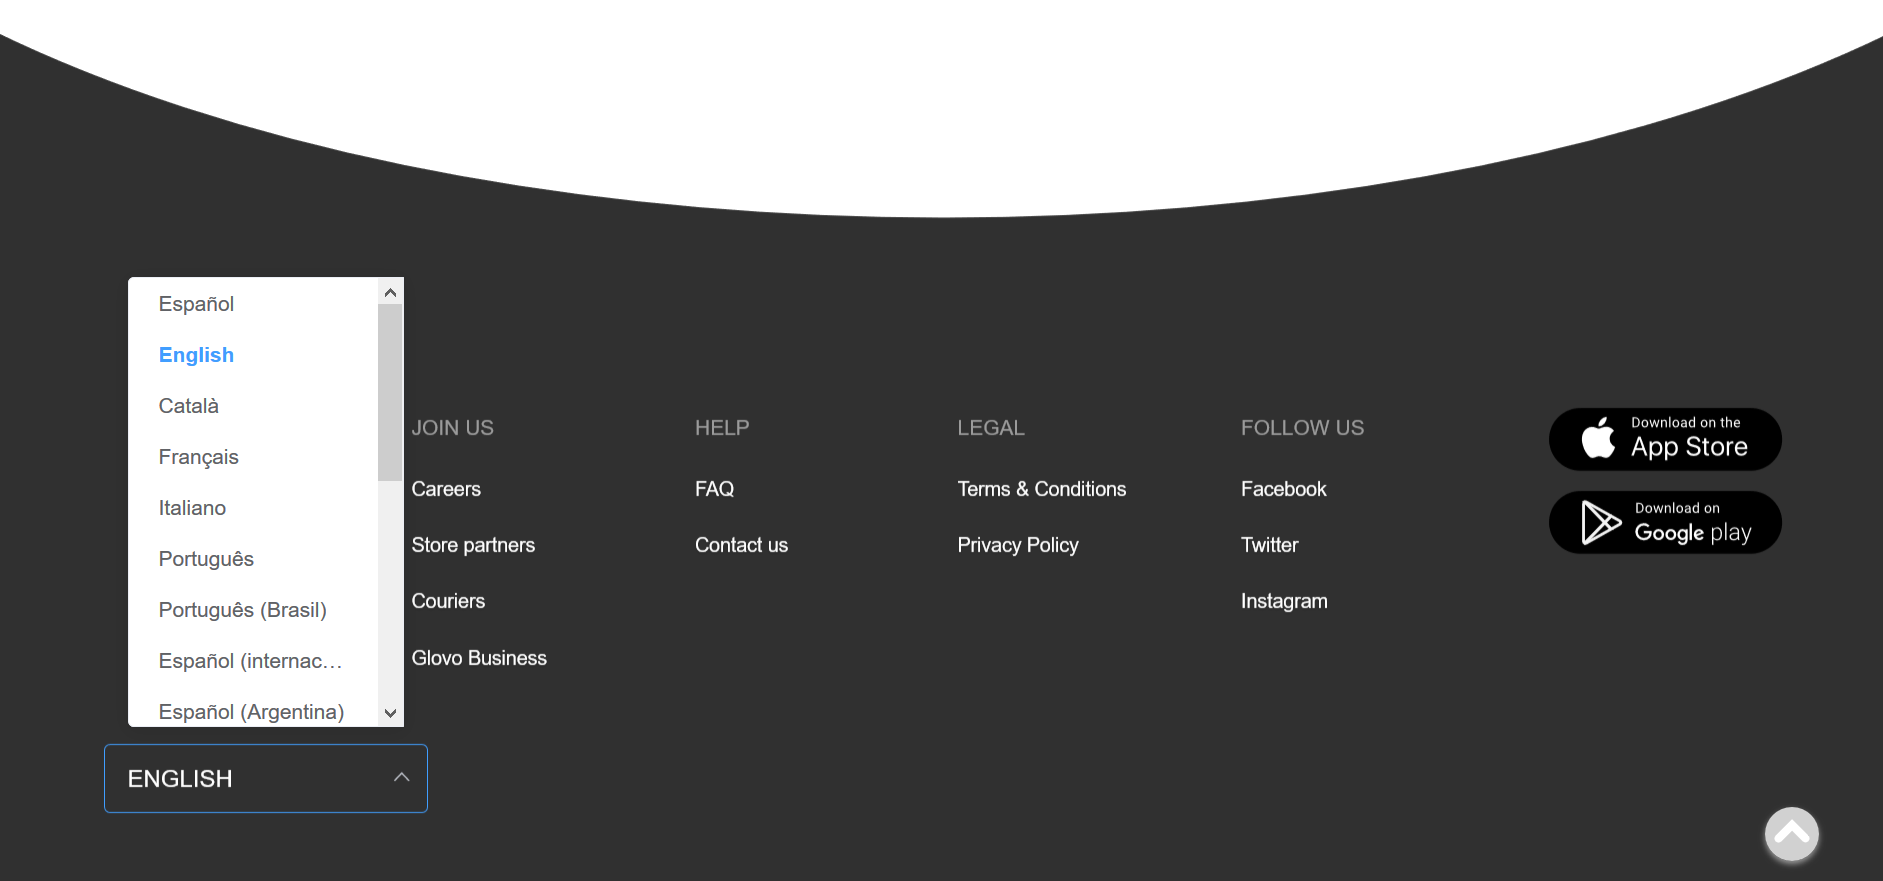 Español
English
Català
Français
Italiano
Português
Português (Brasil)
Español (internac...
Español (Argentina)
ENGLISH
JOIN US
Careers
Store partners
Couriers
Glovo Business
HELP
FAQ
Contact us
LEGAL
Terms & Conditions
Privacy Policy
FOLLOW US
Facebook
Twitter
Instagram
Download on the
App Store
Download on
Google play